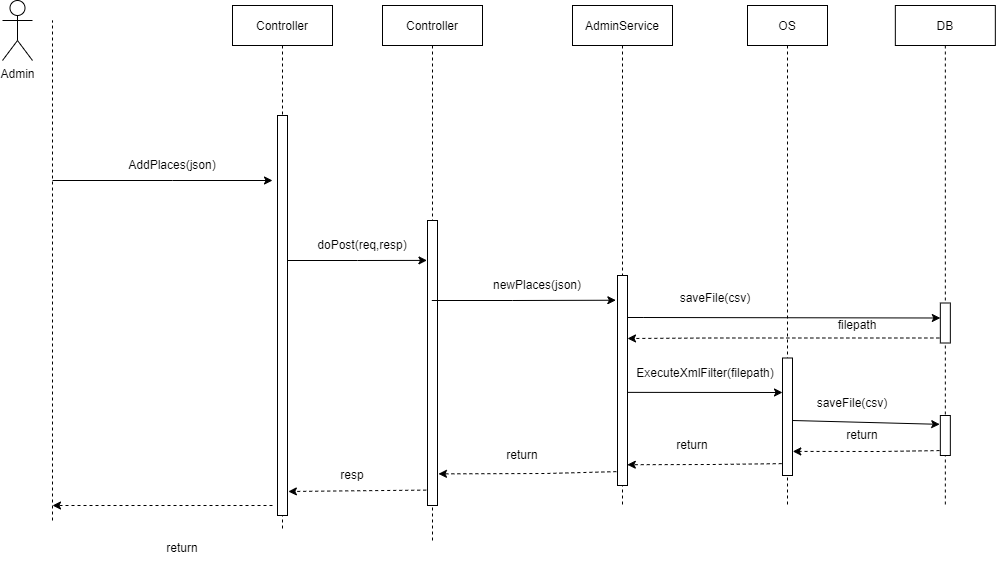 Controller
Controller
AdminService
OS
DB
Admin
AddPlaces(json)
doPost(req,resp)
newPlaces(json)
saveFile(csv)
filepath
ExecuteXmlFilter(filepath)
saveFile(csv)
return
return
return
resp
return